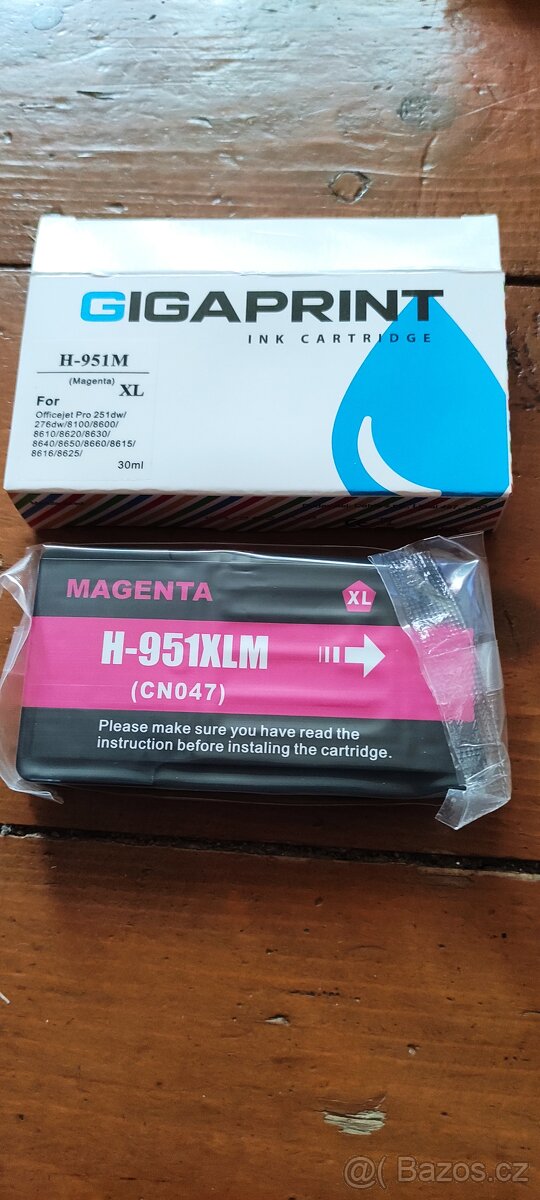 GIGAPRINT
INK CARTRIDGE
H-951M
(Magenta) XL
For
Officejet Pro 251dw/
276dw/8100/8600/
8610/8620/8630/
8640/8650/8660/8615/
8616/8625/
30ml
MAGENTA
XL
H-951XLM
(CN047)
Please make sure you have read the
instruction before instaling the cartridge.
@( Bazos.cz